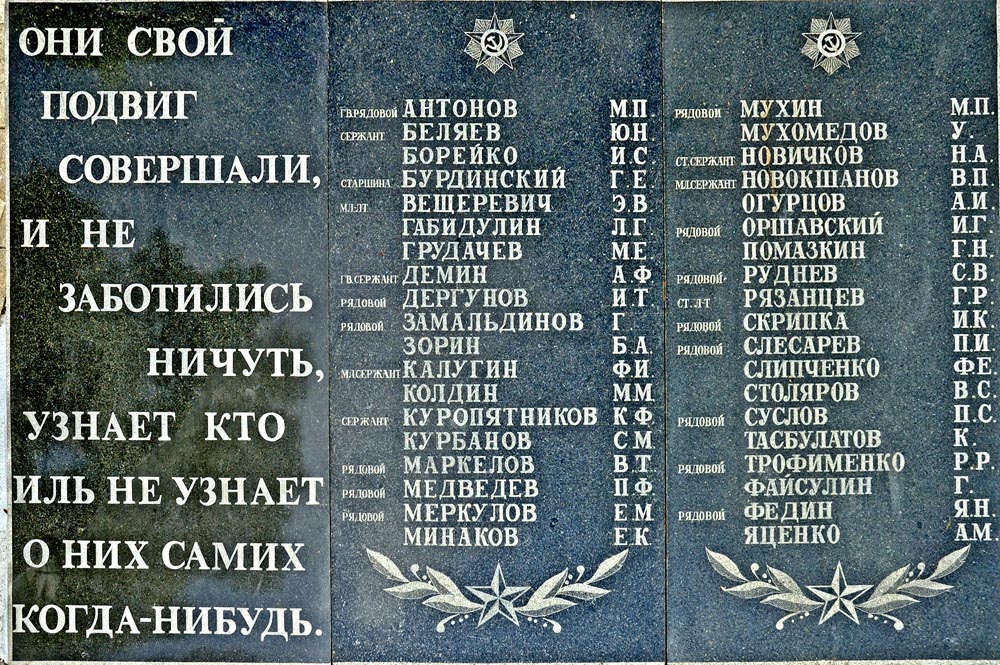 ОНИ СВОЙ
ПОДВИГ
СОВЕРШАЛИ,
И НЕ
ЗАБОТИЛИСЬ
НИЧУТЬ,
УЗНАЕТ КТО
ИЛЬ НЕ УЗНАЕТ
О НИХ САМИХ
КОГДА-НИБУДЬ.
ГВ.РЯДОВОЙ АНТОНОВ М.П.
СЕРЖАНТ БЕЛЯЕВ Ю.Н.
БОРЕЙКО И.С.
СТАРШИНА БУРДИНСКИЙ Г.Е.
МЛ-ЛТ ВЕЩЕРЕВИЧ Э.В.
ГАБИДУЛИН Л.Г.
ГРУДАЧЕВ М.Е.
ГВ.СЕРЖАНТ ДЕМИН А.Ф.
РЯДОВОЙ ДЕРГУНОВ И.Т.
РЯДОВОЙ ЗАМАЛЬДИНОВ Г.
ЗОРИН Б.А.
МЛ.СЕРЖАНТ КАЛУГИН Ф.И.
КОЛДИН М.М.
СЕРЖАНТ КУРОПЯТНИКОВ К.Ф.
КУРБАНОВ С.М.
РЯДОВОЙ МАРКЕЛОВ В.Т.
РЯДОВОЙ МЕДВЕДЕВ П.Ф.
РЯДОВОЙ МЕРКУЛОВ Е.М.
МИНАКОВ Е.К.
РЯДОВОЙ МУХИН М.П.
МУХОМЕДОВ У.
СТ.СЕРЖАНТ НОВИЧКОВ Н.А.
МЛ.СЕРЖАНТ НОВОКШАНОВ В.П.
ОГУРЦОВ А.И.
РЯДОВОЙ ОРШАВСКИЙ И.Г.
ПОМАЗКИН Г.Н.
РЯДОВОЙ РУДНЕВ С.В.
СТ.Л-Т РЯЗАНЦЕВ Г.Р.
РЯДОВОЙ СКРИПКА И.К.
РЯДОВОЙ СЛЕСАРЕВ П.И.
СЛИПЧЕНКО Ф.Е.
СТОЛЯРОВ В.С.
РЯДОВОЙ СУСЛОВ П.С.
ТАСБУЛАТОВ К.
РЯДОВОЙ ТРОФИМЕНКО Р.Р.
ФАЙСУЛИН Г.
РЯДОВОЙ ФЕДИН Я.Н.
ЯЦЕНКО А.М.